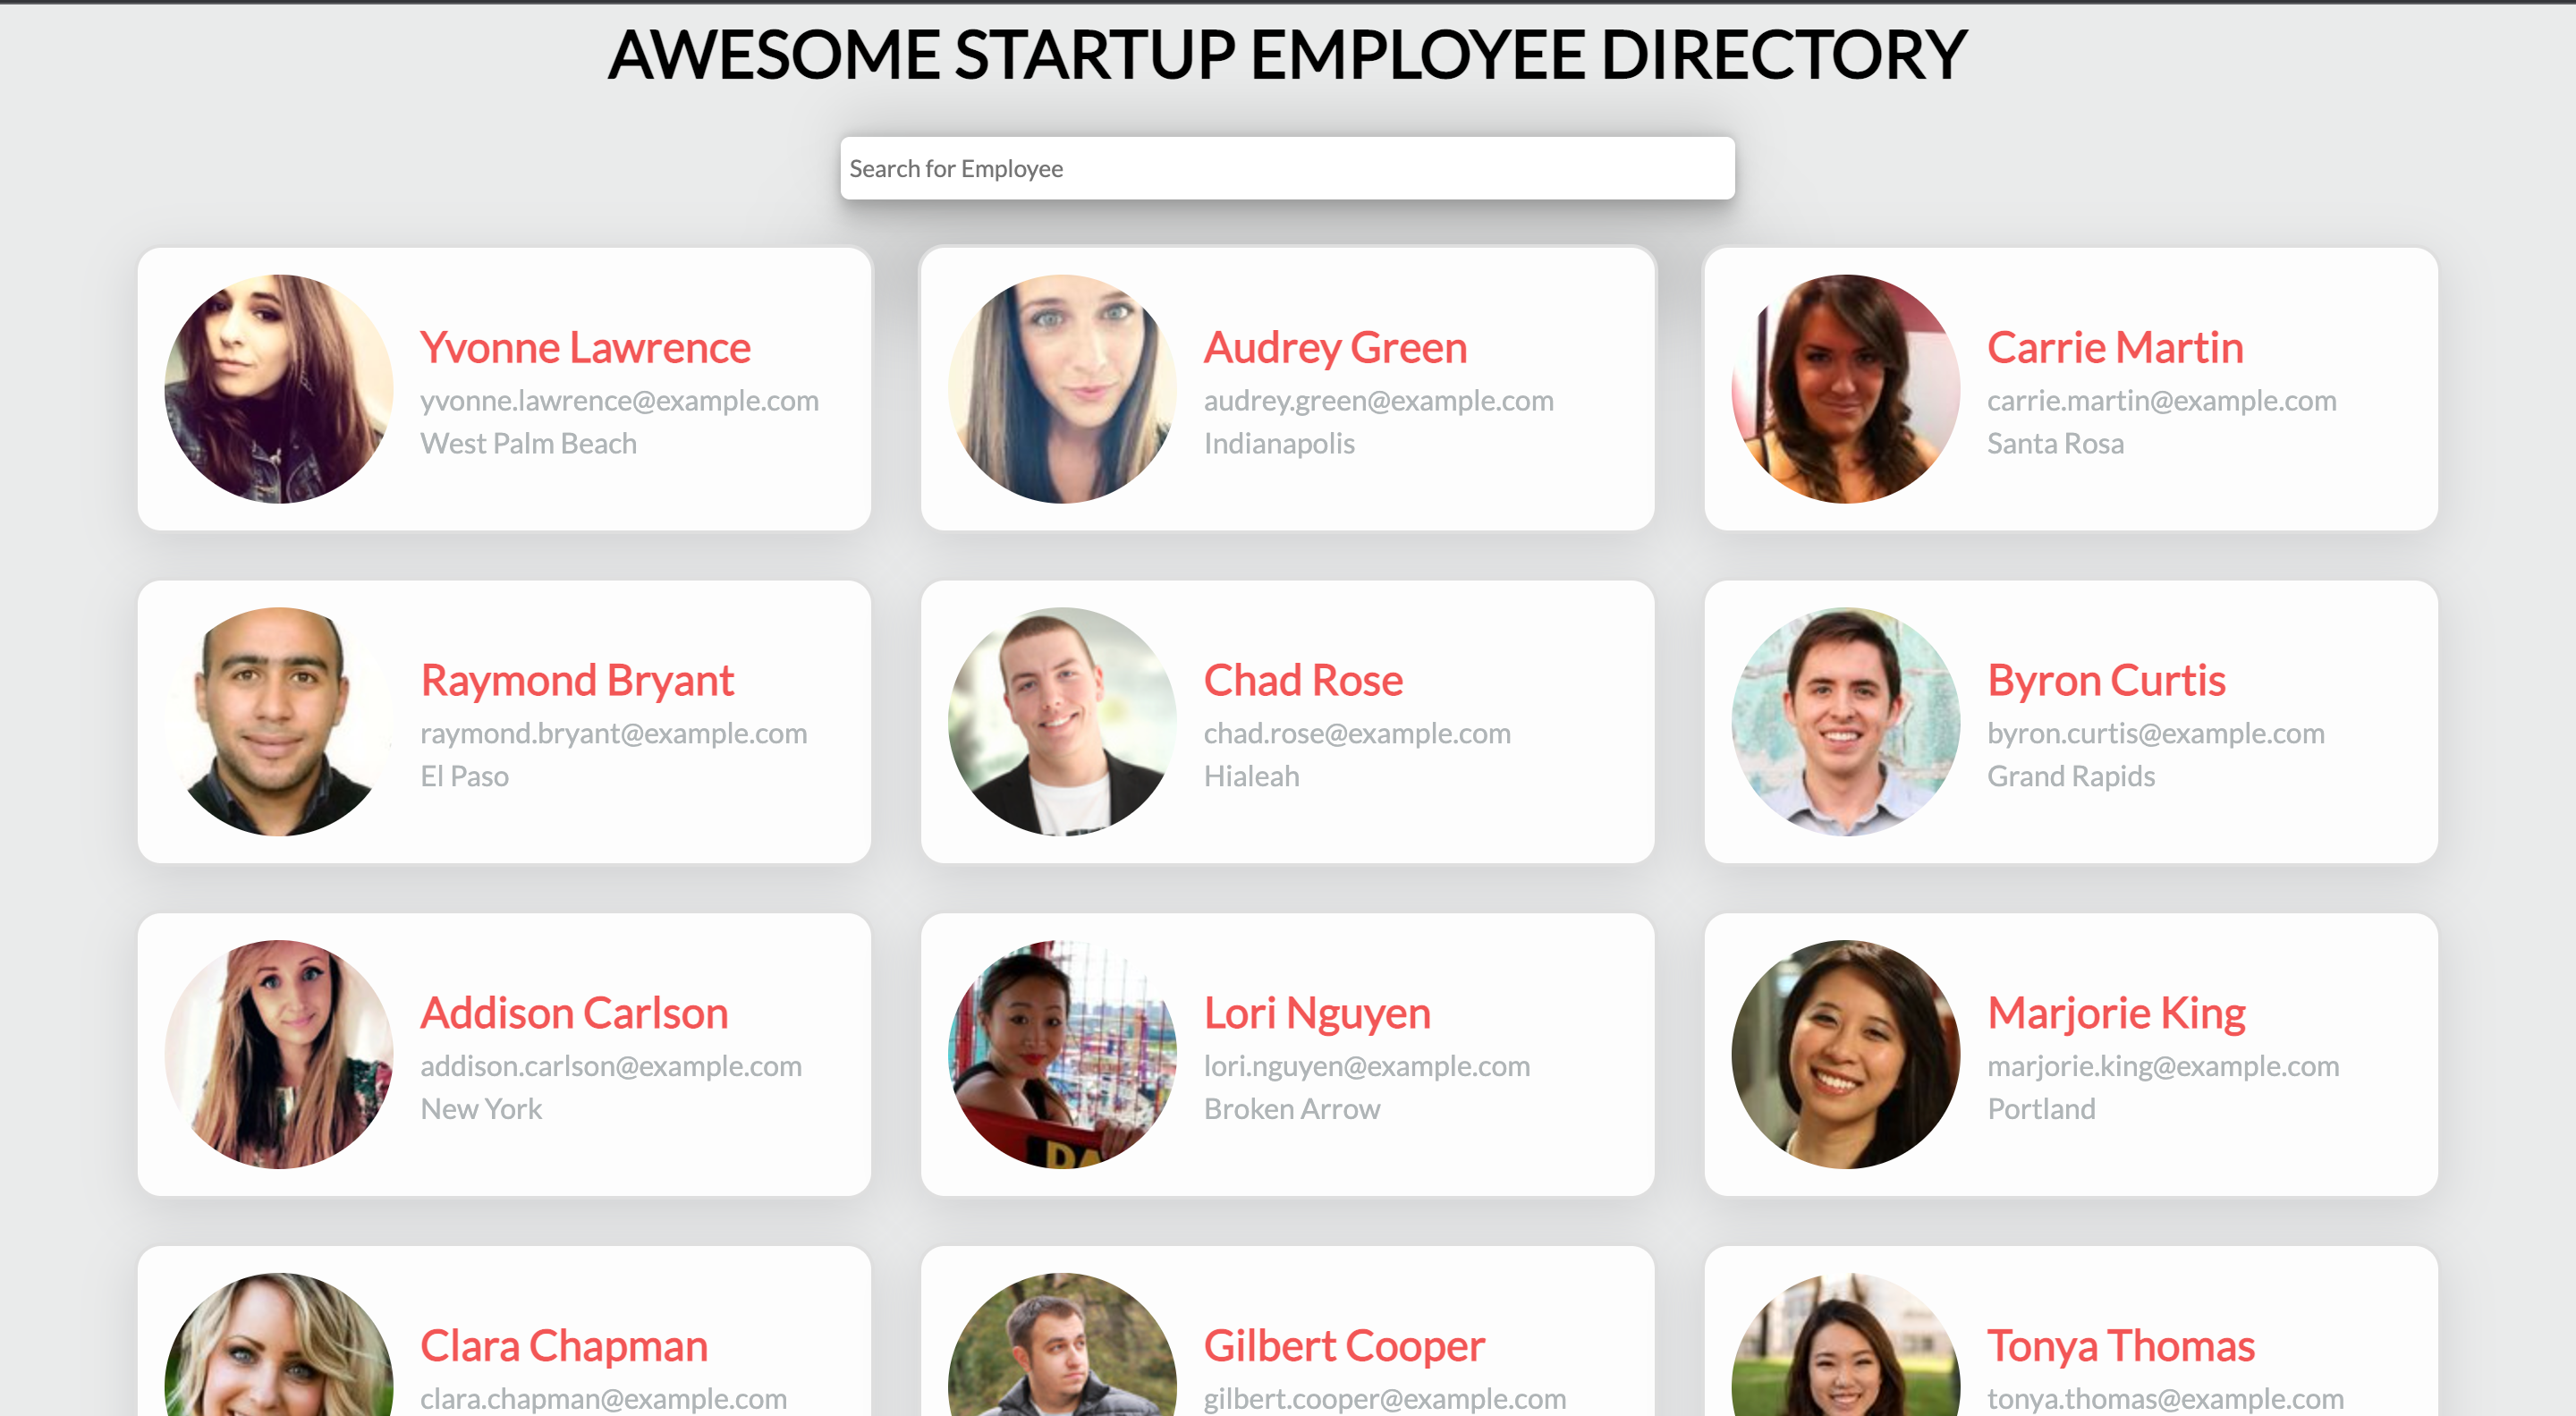 AWESOME STARTUP EMPLOYEE DIRECTORY
Search for Employee
Yvonne Lawrence
yvonne.lawrence@example.com
West Palm Beach
Audrey Green
audrey.green@example.com
Indianapolis
Carrie Martin
carrie.martin@example.com
Santa Rosa
Raymond Bryant
raymond.bryant@example.com
El Paso
Chad Rose
chad.rose@example.com
Hialeah
Byron Curtis
byron.curtis@example.com
Grand Rapids
Addison Carlson
addison.carlson@example.com
New York
DA
Lori Nguyen
lori.nguyen@example.com
Broken Arrow
Marjorie King
marjorie.king@example.com
Portland
Clara Chapman
clara.chapman@example.com
Gilbert Cooper
gilbert.cooper@example.com
Tonya Thomas
tonya.thomas@example.com